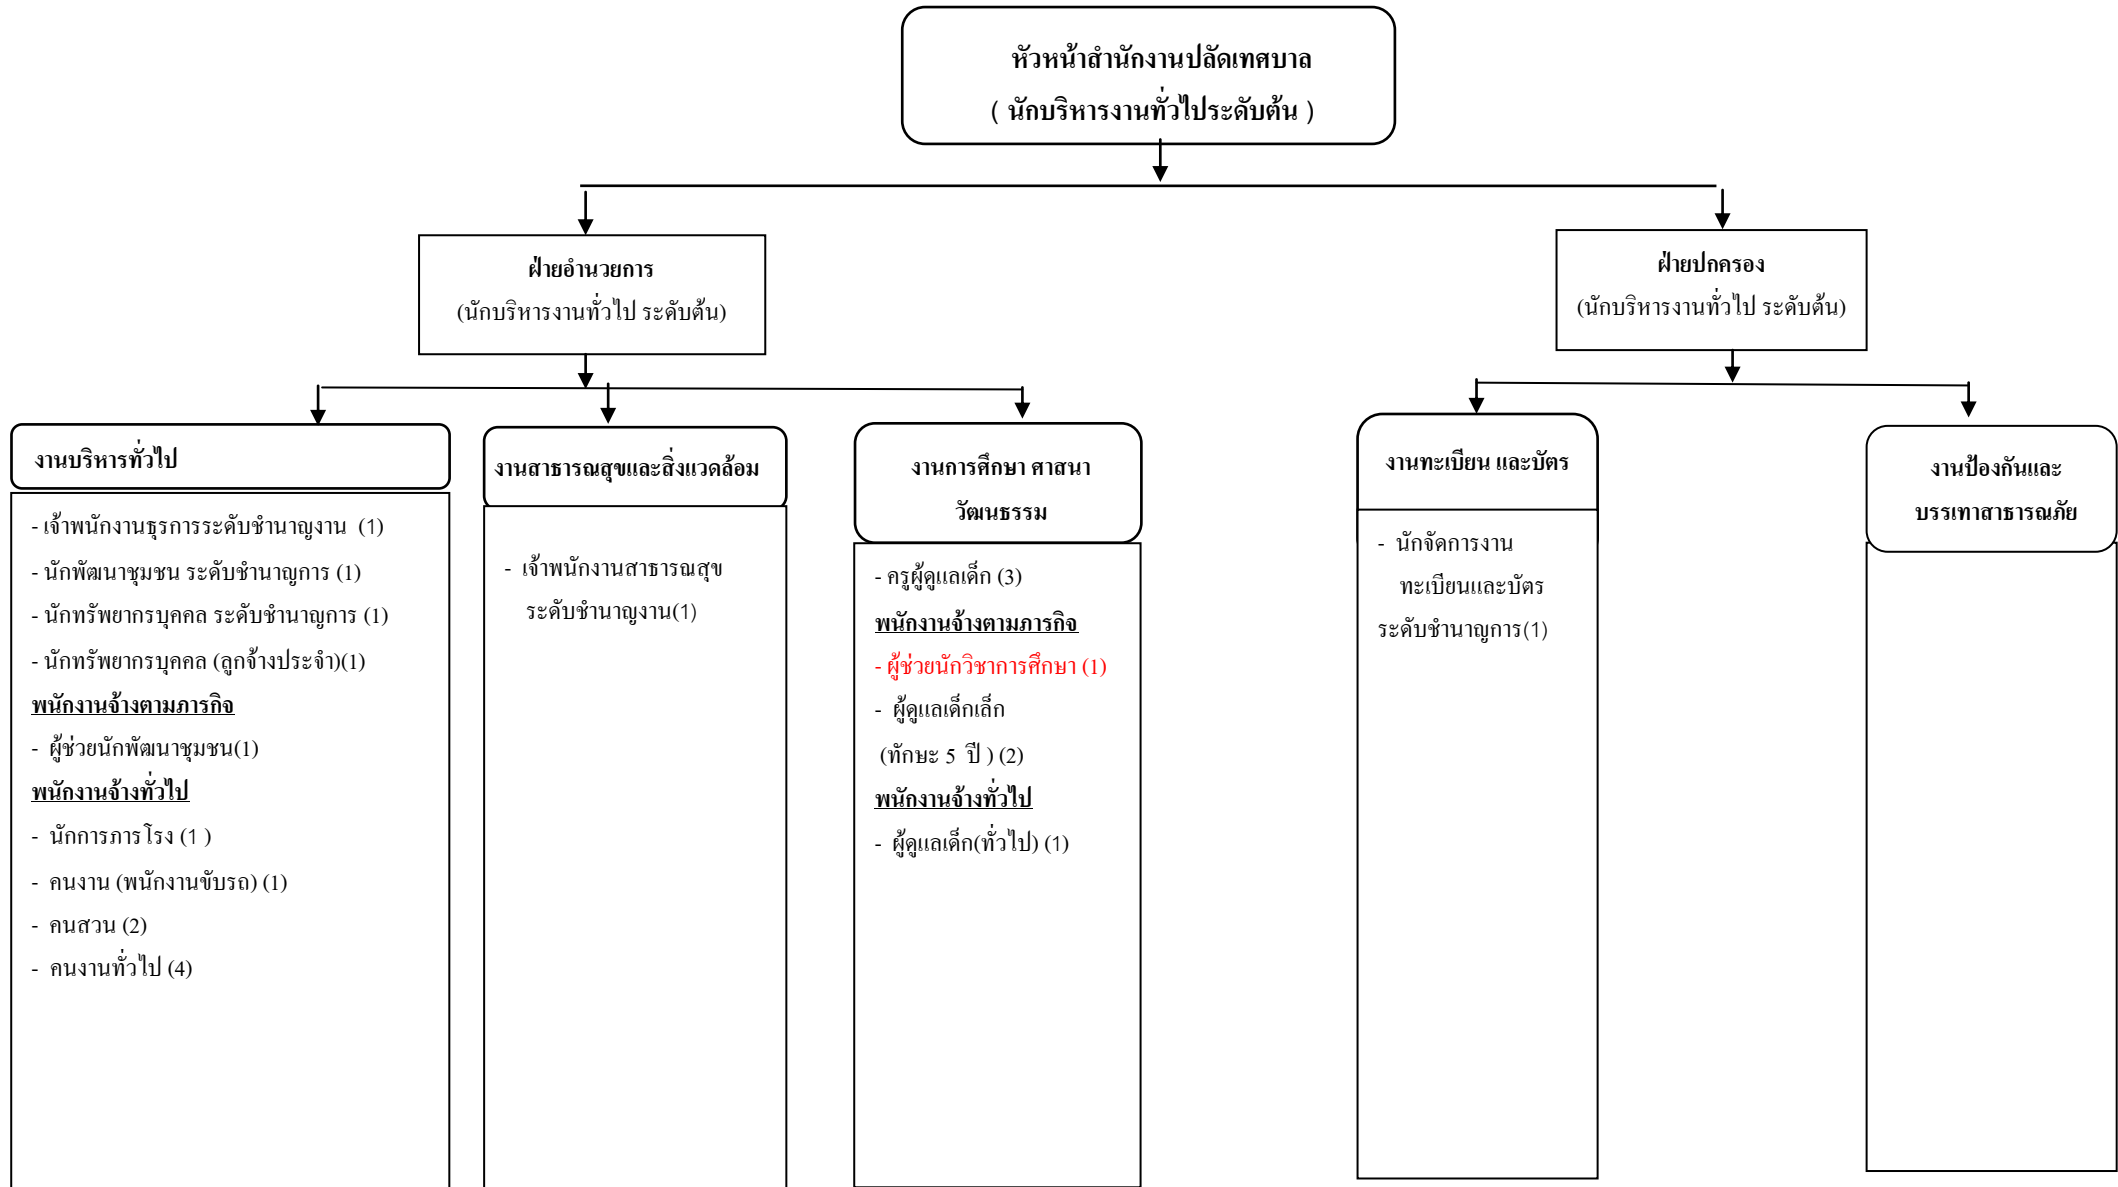 หัวหน้าสำนักงานปลัดเทศบาล
( นักบริหารงานทั่วไประดับต้น )
ฝ่ายอำนวยการ
(นักบริหารงานทั่วไป ระดับต้น)
ฝ่ายปกครอง
(นักบริหารงานทั่วไป ระดับต้น)
งานบริหารทั่วไป
- เจ้าพนักงานธุรการระดับชำนาญงาน (1)
- นักพัฒนาชุมชน ระดับชำนาญการ (1)
- นักทรัพยากรบุคคล ระดับชำนาญการ (1)
- นักทรัพยากรบุคคล (ลูกจ้างประจำ)(1)
พนักงานจ้างตามภารกิจ
- ผู้ช่วยนักพัฒนาชุมชน(1)
พนักงานจ้างทั่วไป
- นักการภารโรง (1 )
- คนงาน (พนักงานขับรถ) (1)
- คนสวน (2)
- คนงานทั่วไป (4)
งานสาธารณสุขและสิ่งแวดล้อม
- เจ้าพนักงานสาธารณสุข
ระดับชำนาญงาน(1)
งานการศึกษา ศาสนา
วัฒนธรรม
- ครูผู้ดูแลเด็ก (3)
พนักงานจ้างตามภารกิจ
- ผู้ช่วยนักวิชาการศึกษา (1)
- ผู้ดูแลเด็กเล็ก
(ทักษะ 5 ปี ) (2)
พนักงานจ้างทั่วไป
- ผู้ดูแลเด็ก(ทั่วไป) (1)
งานทะเบียน และบัตร
- นักจัดการงาน
ทะเบียนและบัตร
ระดับชำนาญการ(1)
งานป้องกันและ
บรรเทาสาธารณภัย